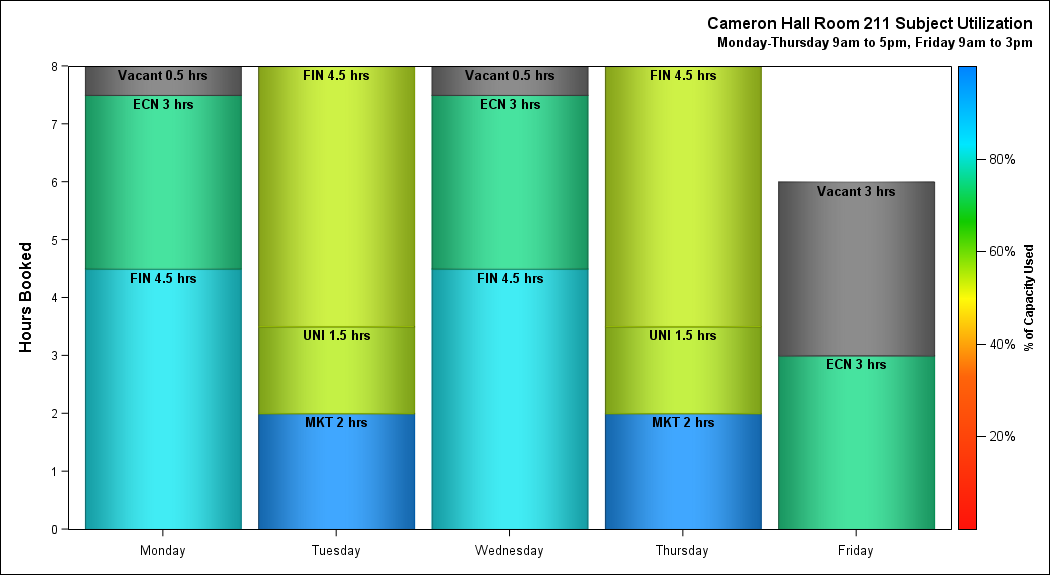 Cameron Hall Room 211 Subject Utilization
Monday-Thursday 9am to 5pm, Friday 9am to 3pm
Hours Booked
8
7
6
5
4
3
2
1
0
Vacant 0.5 hrs
ECN 3 hrs
FIN 4.5 hrs
FIN 4.5 hrs
UNI 1.5 hrs
MKT 2 hrs
Vacant 0.5 hrs
ECN 3 hrs
FIN 4.5 hrs
FIN 4.5 hrs
UNI 1.5 hrs
MKT 2 hrs
Vacant 3 hrs
ECN 3 hrs
Monday
Tuesday
Wednesday
Thursday
Friday
80%
60%
40%
20%
% of Capacity Used